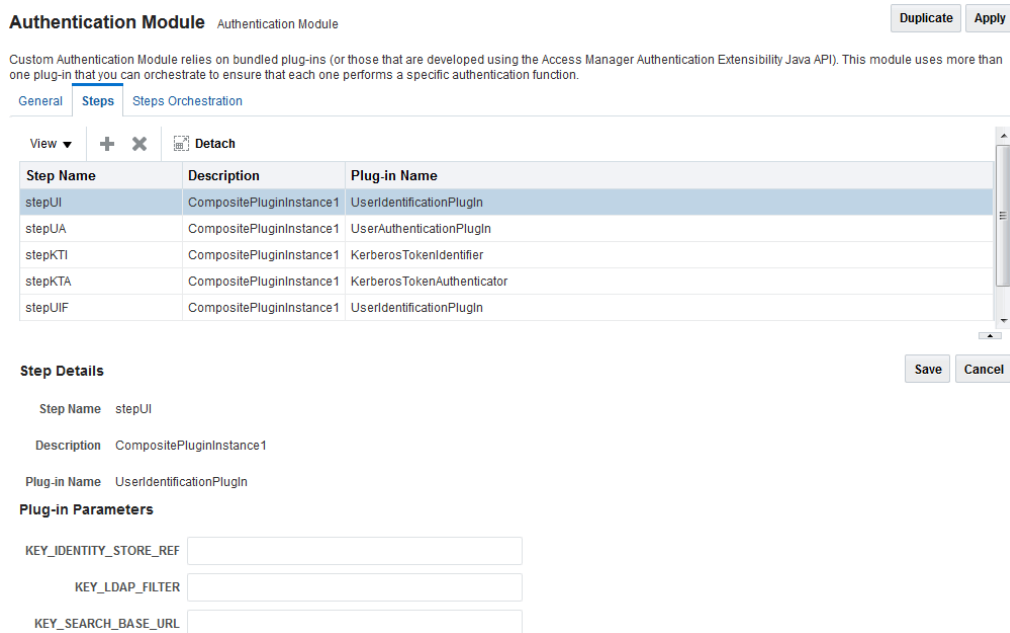 Authentication Module Authentication Module
Duplicate Apply
Custom Authentication Module relies on bundled plug-ins (or those that are developed using the Access Manager Authentication Extensibility Java API). This module uses more than
one plug-in that you can orchestrate to ensure that each one performs a specific authentication function.
General Steps Steps Orchestration
View Detach
Step Name Description Plug-in Name
stepUI CompositePluginInstance1 UserIdentificationPlugIn
stepUA CompositePluginInstance1 UserAuthenticationPlugIn
stepKTI CompositePluginInstance1 KerberosTokenIdentifier
stepKTA CompositePluginInstance1 KerberosTokenAuthenticator
stepUIF CompositePluginInstance1 UserIdentificationPlugIn
Step Details
Save Cancel
Step Name stepUI
Description CompositePluginInstance1
Plug-in Name UserIdentificationPlugIn
Plug-in Parameters
KEY_IDENTITY_STORE_REF
KEY_LDAP_FILTER
KEY_SEARCH_BASE_URL